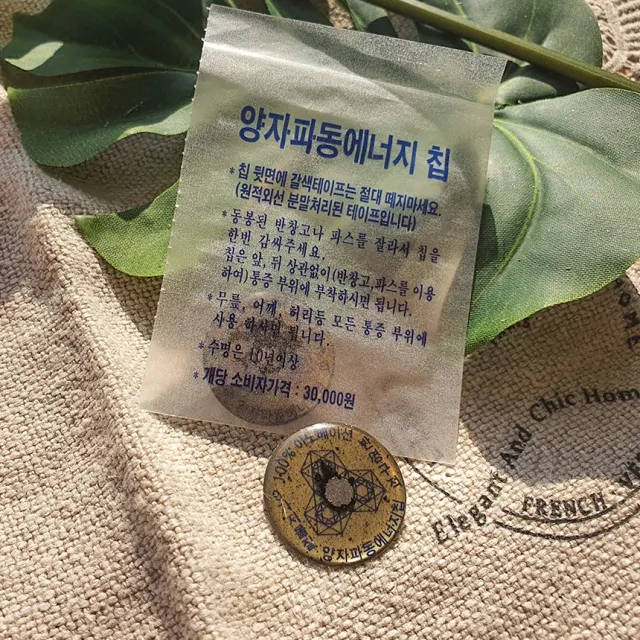 양자파동에너지 칩
* 칩 뒷면에 갈색테이프는 절대 떼지마세요.
(원적외선 분말처리된 테이프입니다)
* 동봉된 반창고나 파스를 잘라서 칩을
한번 감싸주세요.
칩은 앞, 뒤 상관없이(반창고,파스를 이용
하여)통증 부위에 부착하시면 됩니다.
* 무릎, 어깨, 허리등 모든 통증 부위에
사용 하시면 됩니다.
* 수명은 10년이상
* 개당 소비자가격 : 30,000원
100%
양자파동에너지칩
Elegant And Chic Home
FRENCH